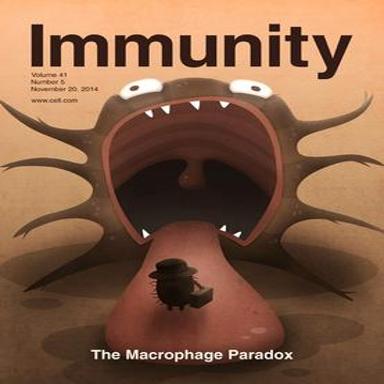 Immunity
Volume 41
Number 5
November 20, 2014
www.cell.com
The Macrophage Paradox